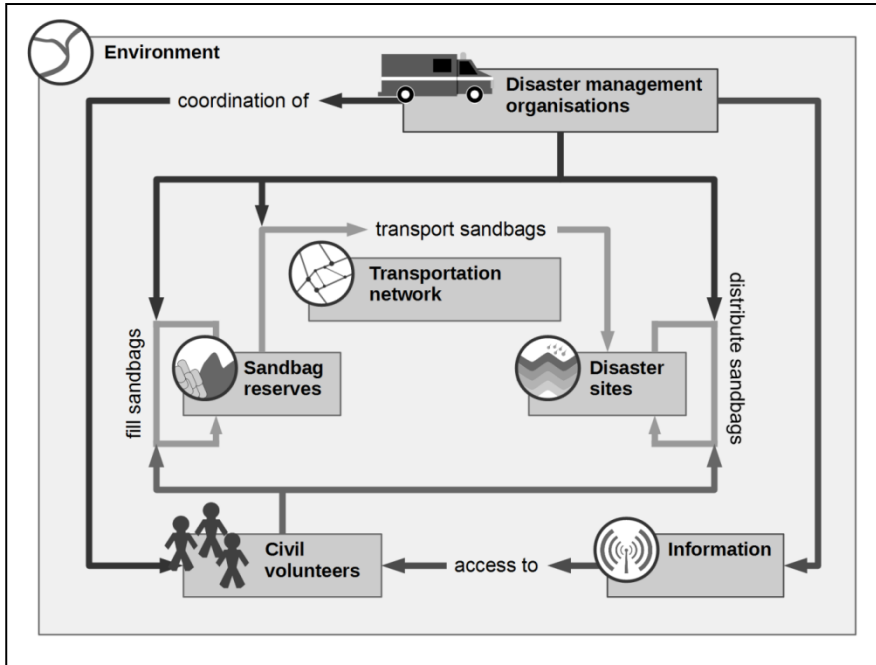 Environment
Disaster management
organisations
coordination of
transport sandbags
Transportation
network
distribute sandbags
fill sandbags
Sandbag
reserves
Disaster
sites
Civil
volunteers
access to
Information